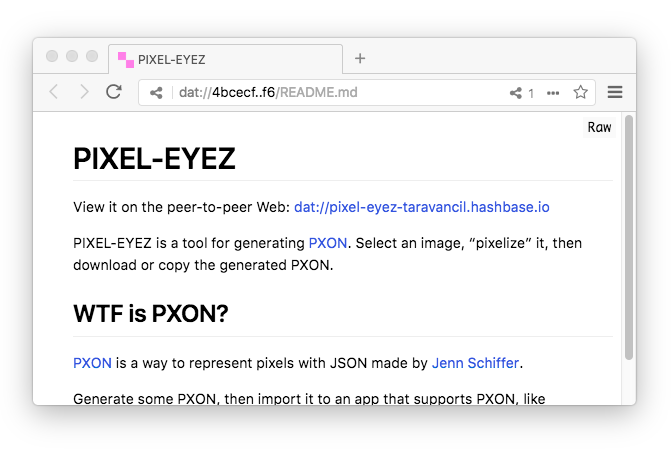 PIXEL-EYEZ
dat://4bcecf..f6/README.md
1
Raw
PIXEL-EYEZ
View it on the peer-to-peer Web: dat://pixel-eyez-taravancil.hashbase.io
PIXEL-EYEZ is a tool for generating PXON. Select an image, “pixelize” it, then
download or copy the generated PXON.
WTF is PXON?
PXON is a way to represent pixels with JSON made by Jenn Schiffer.
Generate some PXON, then import it to an app that supports PXON, like